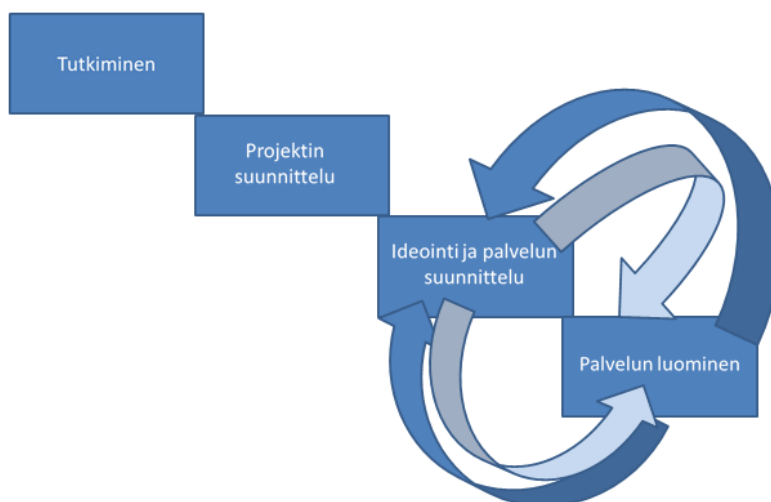 Tutkiminen
Projektin
suunnittelu
Ideointi ja palvelun
suunnittelu
Palvelun luominen